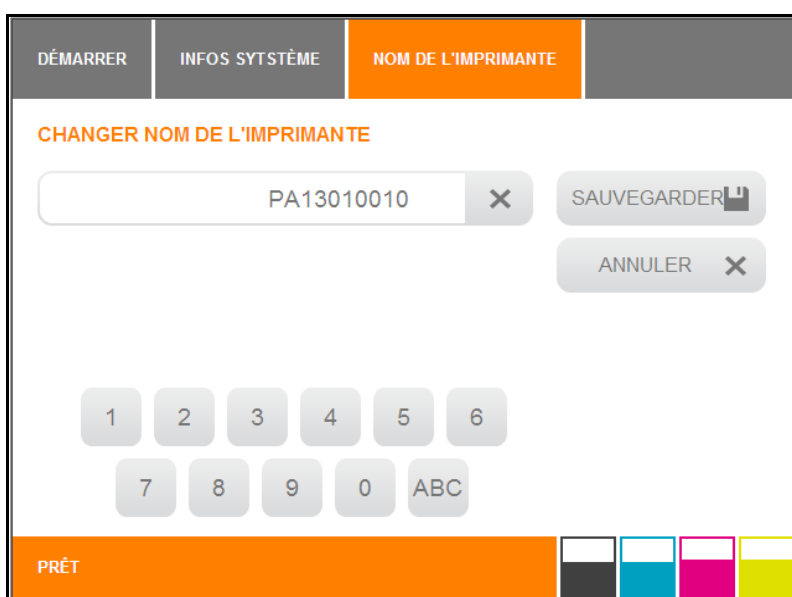 DÉMARRER INFOS SYTSTÈME NOM DE L'IMPRIMANTE
CHANGER NOM DE L'IMPRIMANTE
PA13010010 SAUVEGARDER
ANNULER
1 2 3 4 5 6
7 8 9 0 ABC
PRÊT